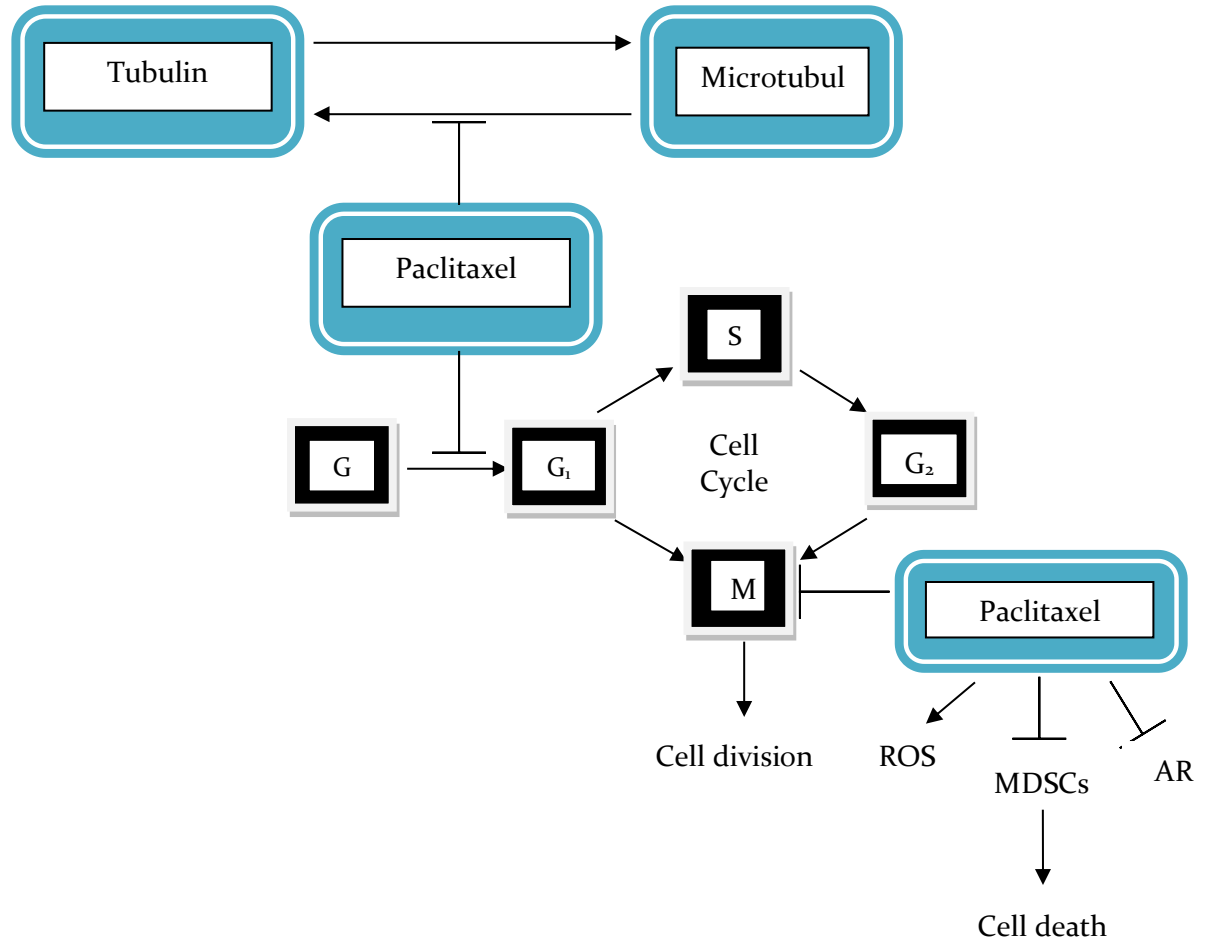 Tubulin
Microtubul
Paclitaxel
S
G
G₁
Cell
Cycle
G₂
M
Paclitaxel
Cell division
ROS
MDSCs
AR
Cell death